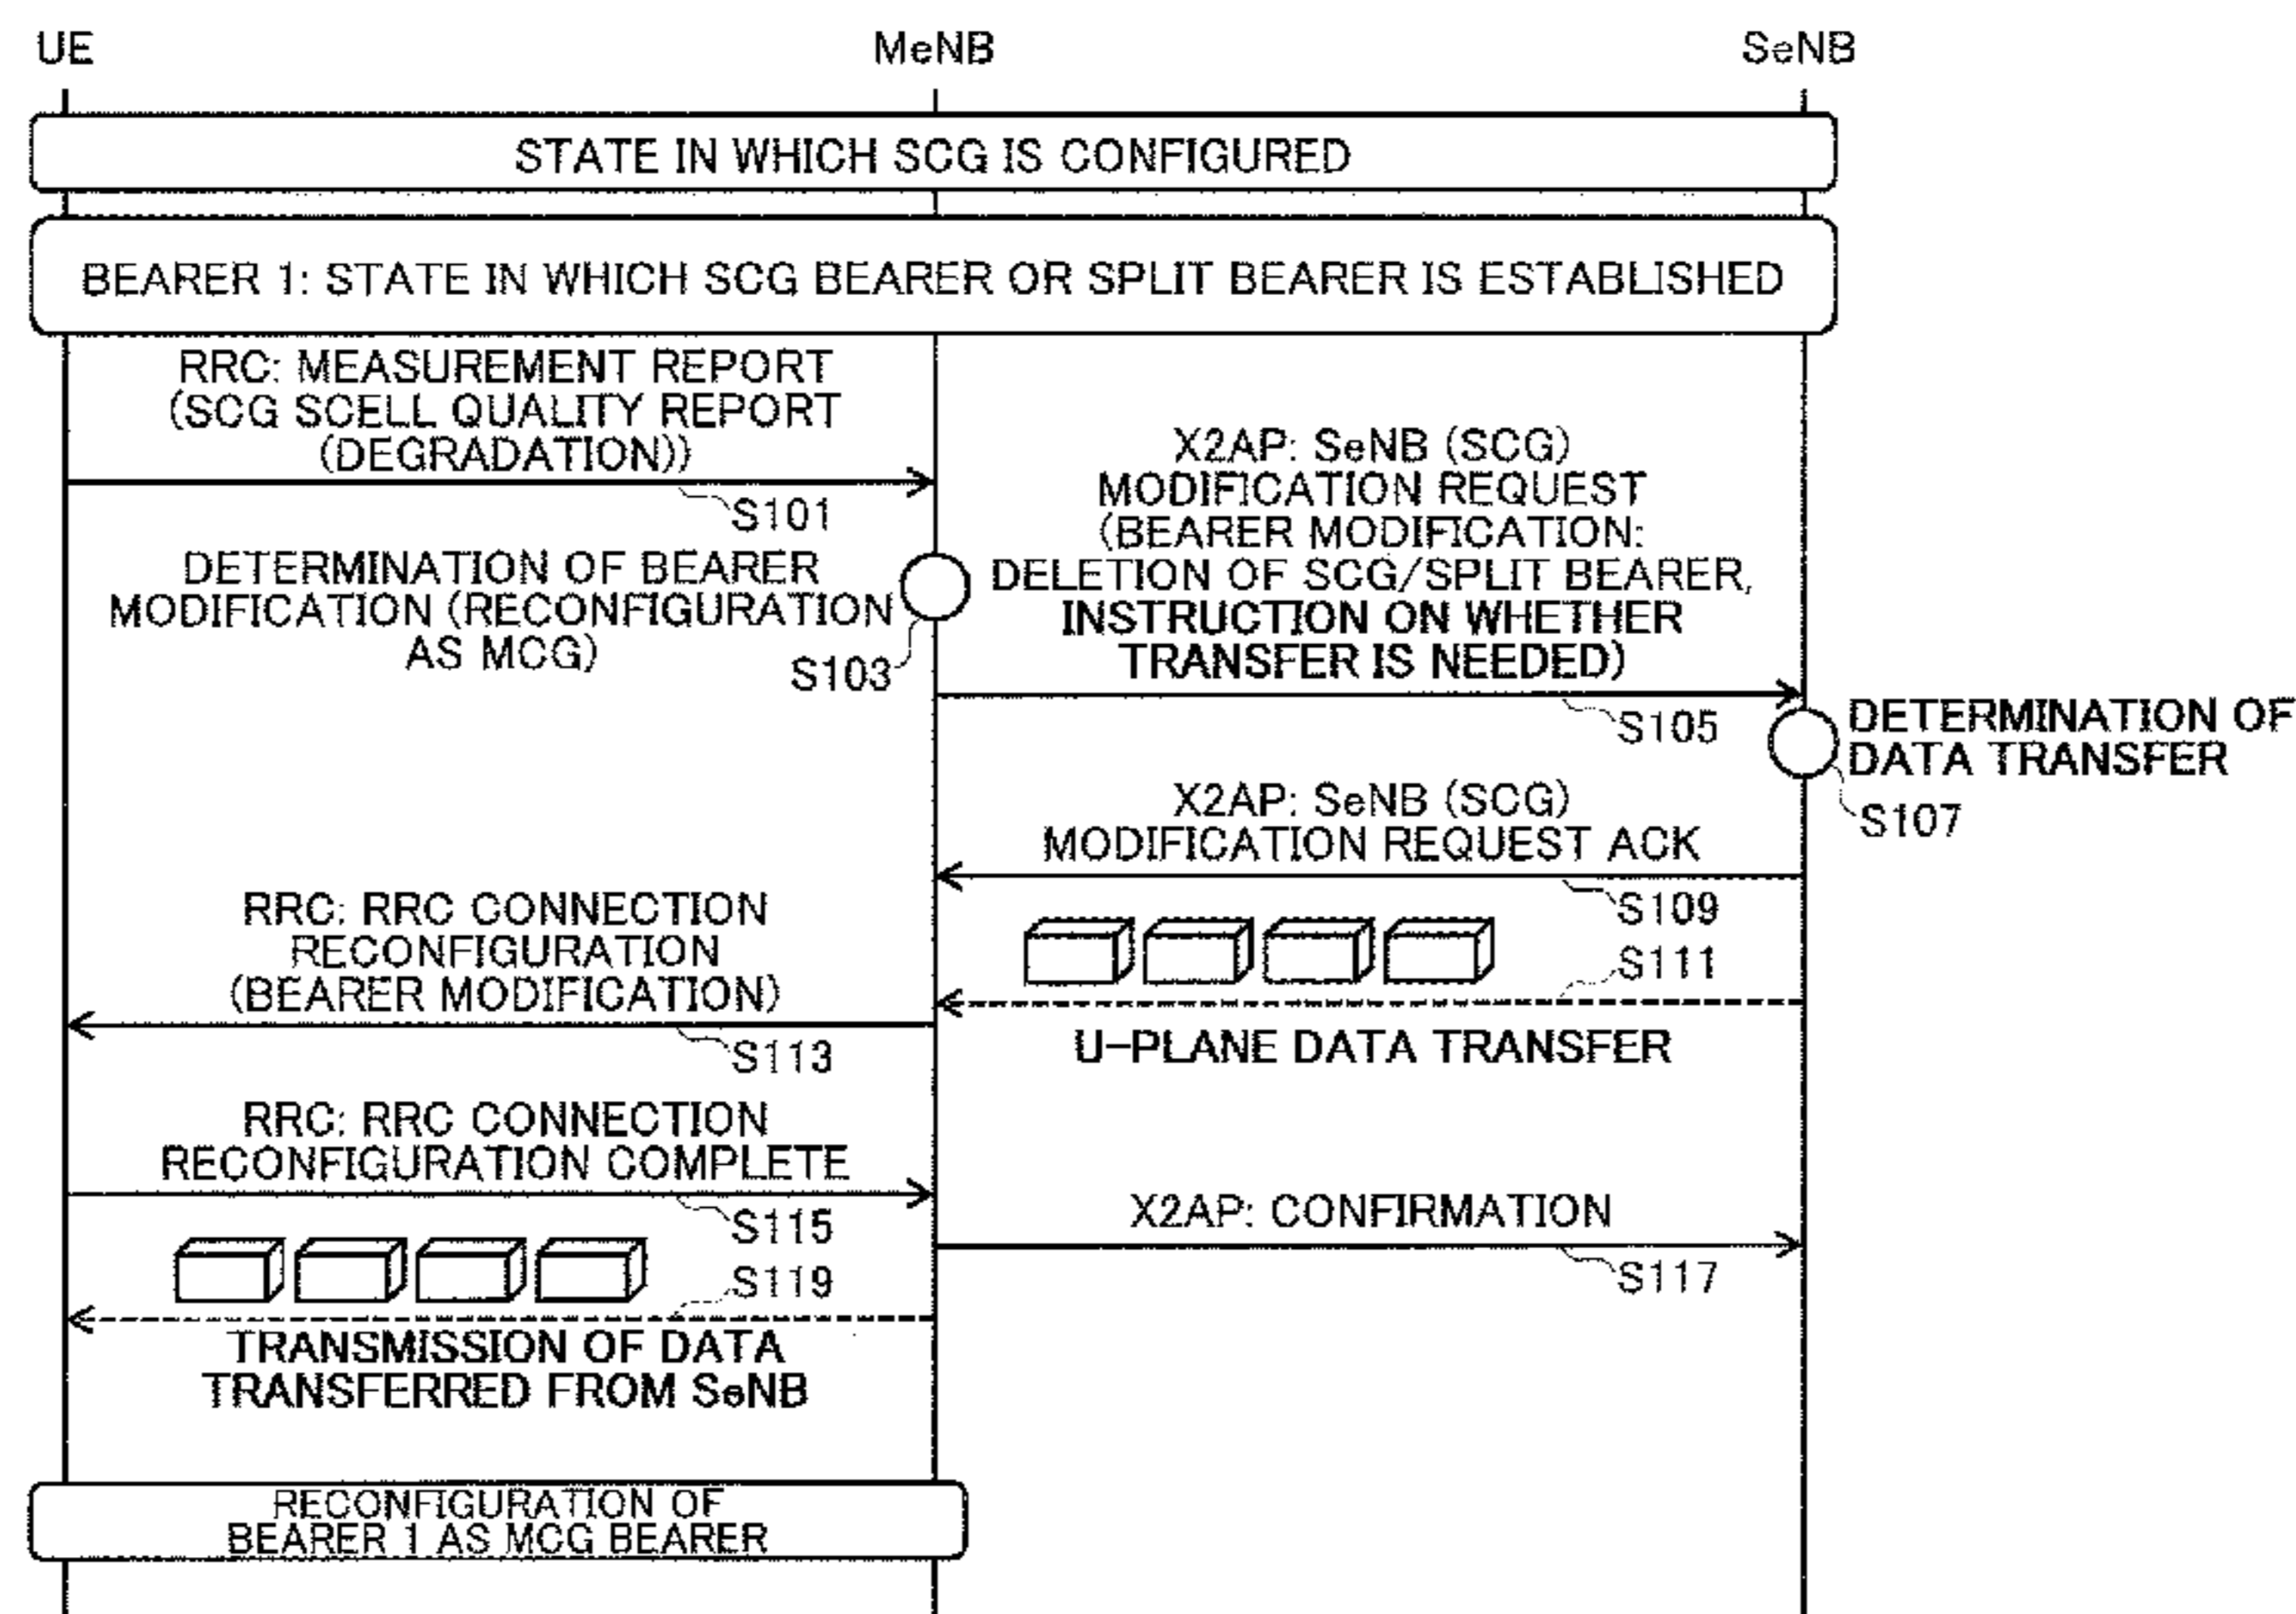 UE
MeNB
SeNB
STATE IN WHICH SCG IS CONFIGURED
BEARER 1: STATE IN WHICH SCG BEARER OR SPLIT BEARER IS ESTABLISHED
RRC: MEASUREMENT REPORT
(SCG SCELL QUALITY REPORT
(DEGRADATION))
S101
DETERMINATION OF BEARER
MODIFICATION (RECONFIGURATION
AS MCG)
S103
X2AP: SeNB (SCG)
MODIFICATION REQUEST
(BEARER MODIFICATION:
DELETION OF SCG/SPLIT BEARER,
INSTRUCTION ON WHETHER
TRANSFER IS NEEDED)
S105
DETERMINATION OF
DATA TRANSFER
S107
X2AP: SeNB (SCG)
MODIFICATION REQUEST ACK
S109
S111
U-PLANE DATA TRANSFER
RRC: RRC CONNECTION
RECONFIGURATION
(BEARER MODIFICATION)
S113
RRC: RRC CONNECTION
RECONFIGURATION COMPLETE
S115
X2AP: CONFIRMATION
S117
S119
TRANSMISSION OF DATA
TRANSFERRED FROM SeNB
RECONFIGURATION OF
BEARER 1 AS MCG BEARER